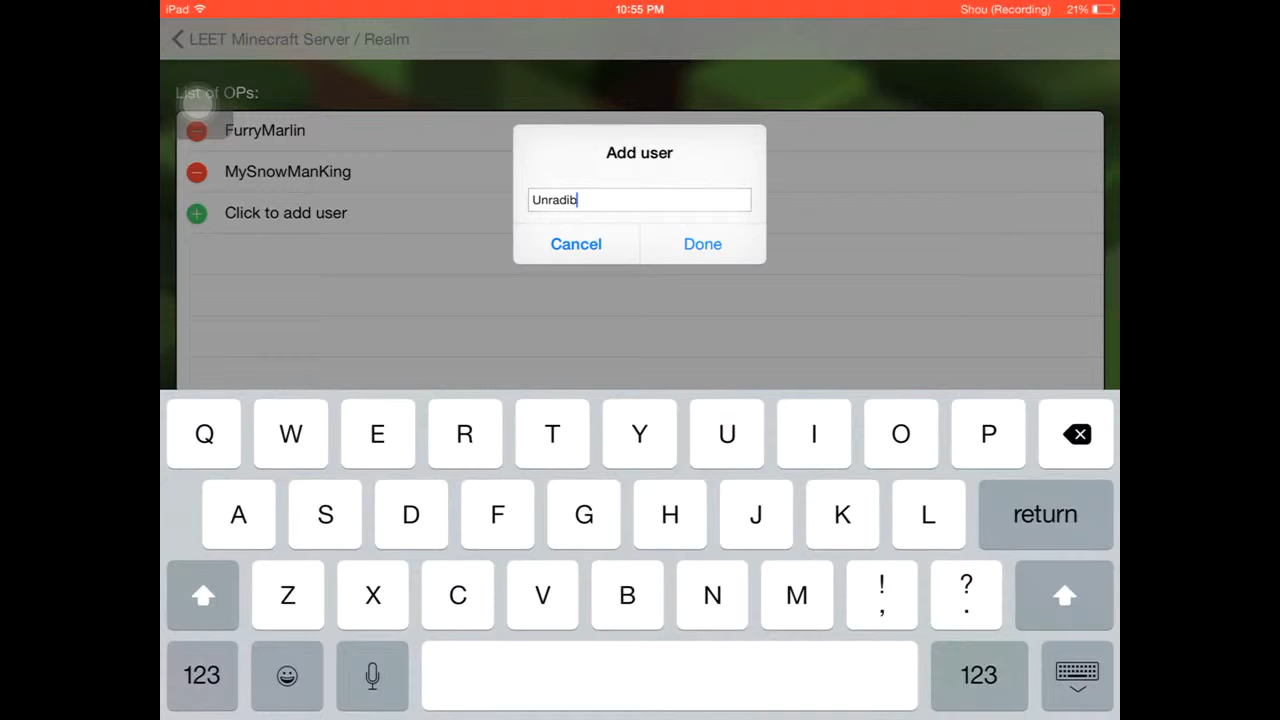 iPad 10:55 PM Shou (Recording) 21%
LEET Minecraft Server / Realm
List of OPs:
FurryMarlin
MySnowManKing
Click to add user
Add user
Unradib
Cancel Done
Q W E R T Y U I O P
A S D F G H J K L return
Z X C V B N M ! , ? .
123 123